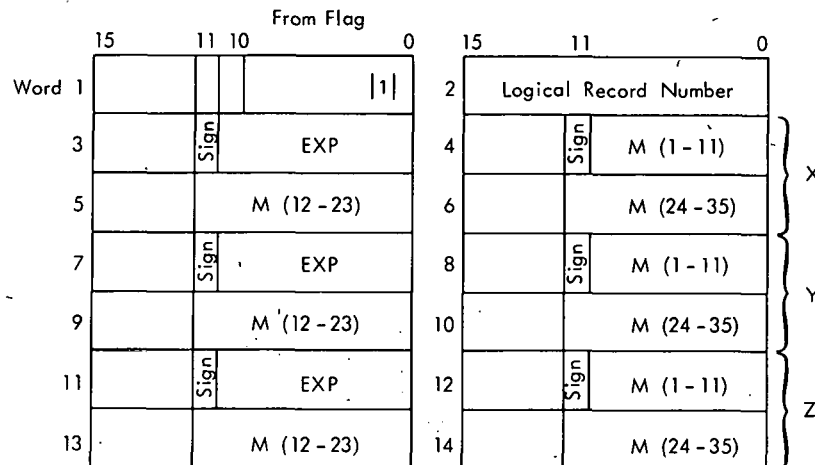 From Flag
15 11 10 0 15 11 0
Word 1 |1| 2 Logical Record Number
3 Sign EXP 4 Sign M (1-11)
X
5 M (12-23) 6 M (24-35)
7 Sign EXP 8 Sign M (1-11)
Y
9 M (12-23) 10 M (24-35)
11 Sign EXP 12 Sign M (1-11)
Z
13 M (12-23) 14 M (24-35)